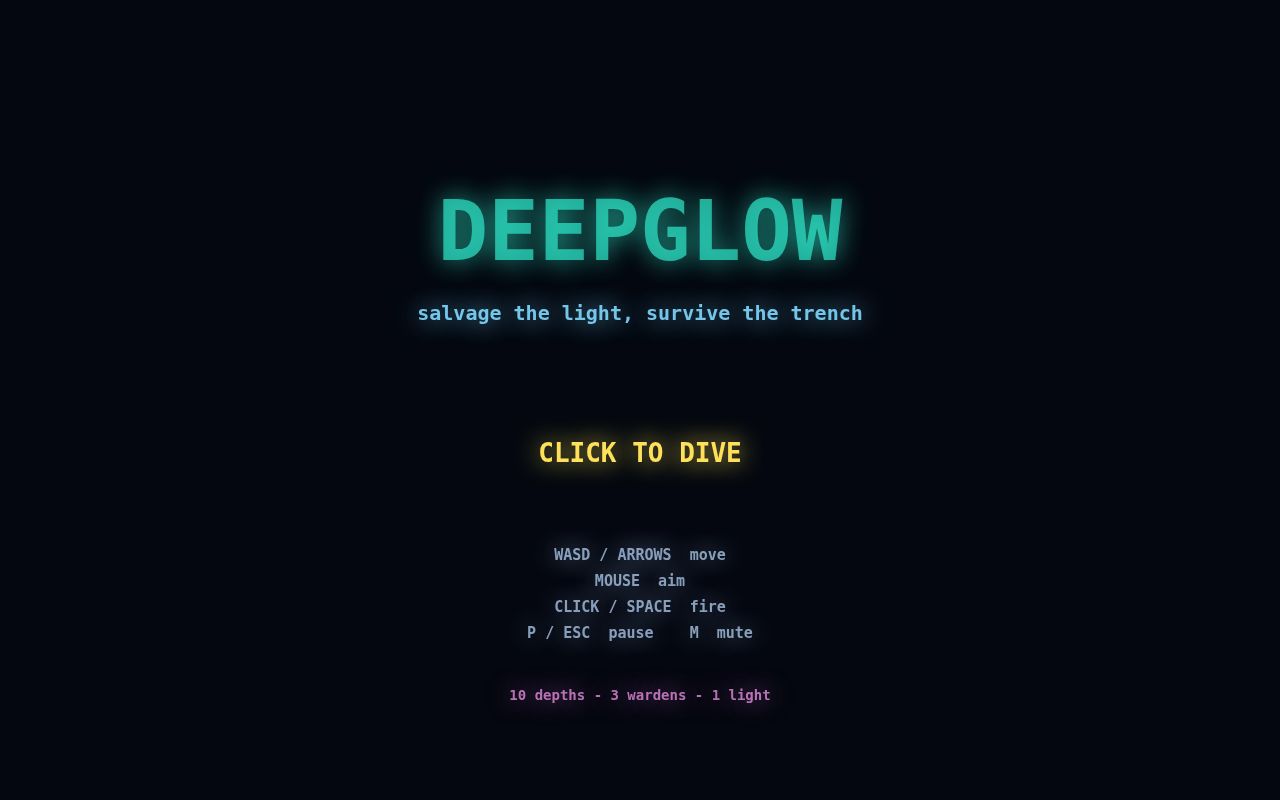 DEEPGLOW
salvage the light, survive the trench
CLICK TO DIVE
WASD / ARROWS  move
MOUSE  aim
CLICK / SPACE  fire
P / ESC  pause    M  mute
10 depths - 3 wardens - 1 light